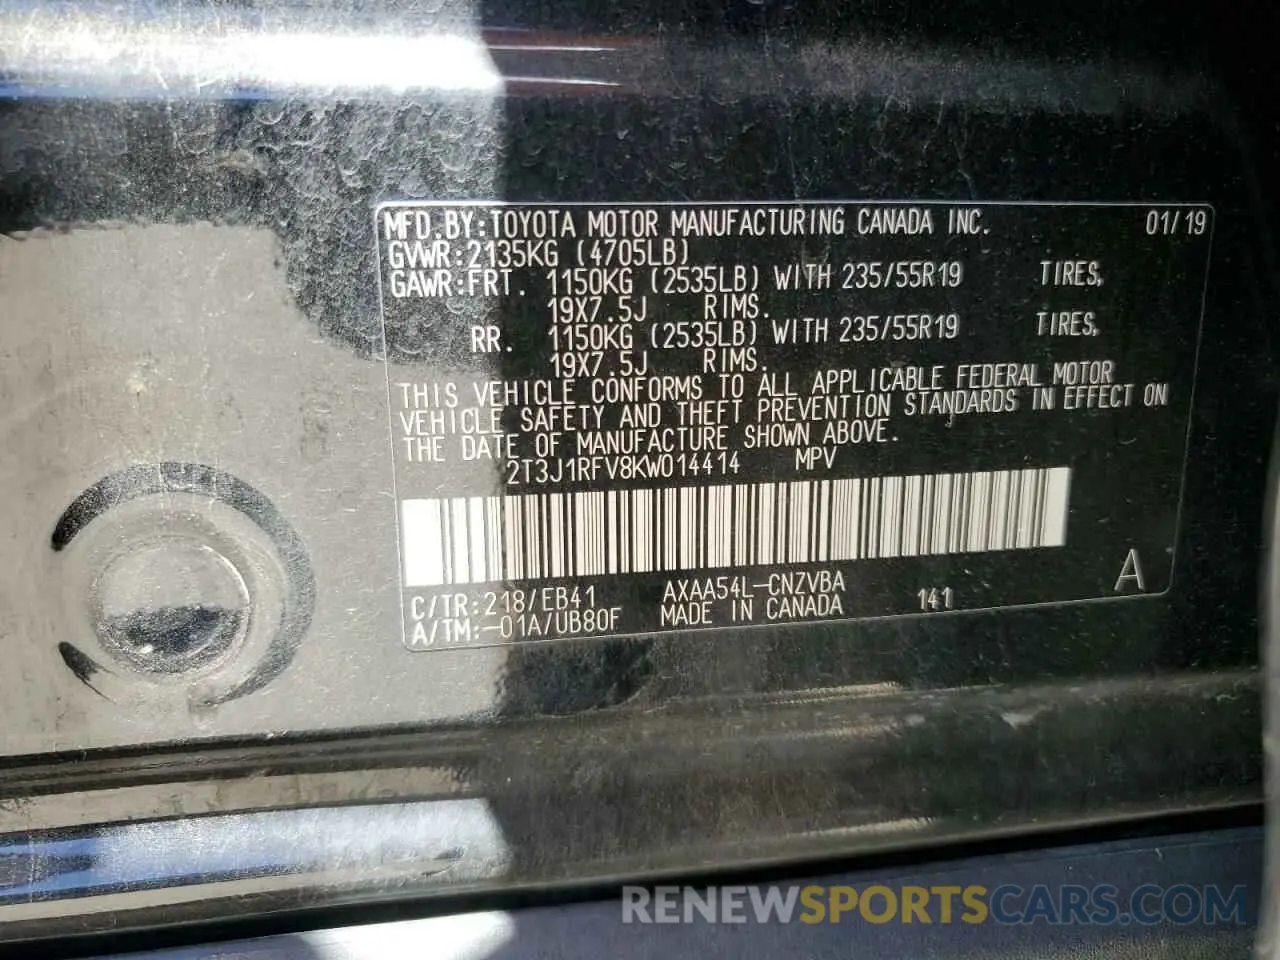 MFD.BY:TOYOTA MOTOR MANUFACTURING CANADA INC. 01/19
GVWR:2135KG (4705LB)
GAWR:FRT. 1150KG (2535LB) WITH 235/55R19 TIRES,
19X7.5J RIMS.
RR. 1150KG (2535LB) WITH 235/55R19 TIRES,
19X7.5J RIMS.
THIS VEHICLE CONFORMS TO ALL APPLICABLE FEDERAL MOTOR
VEHICLE SAFETY AND THEFT PREVENTION STANDARDS IN EFFECT ON
THE DATE OF MANUFACTURE SHOWN ABOVE.
2T3J1RFV8KW014414 MPV
C/TR:218/EB41 AXAA54L-CNZVBA
A/TM:-01A/UB80F MADE IN CANADA 141 A
RENEWSPORTSCARS.COM